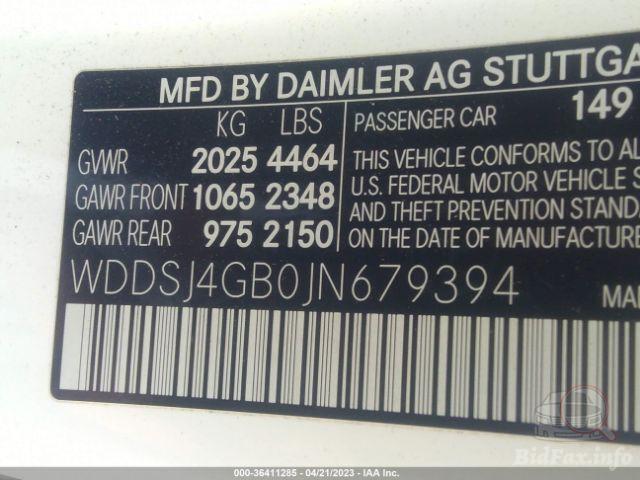 MFD BY DAIMLER AG STUTTGA
KG LBS PASSENGER CAR 149
GVWR 2025 4464 THIS VEHICLE CONFORMS TO AL
GAWR FRONT 1065 2348 U.S. FEDERAL MOTOR VEHICLE S
GAWR REAR 975 2150 AND THEFT PREVENTION STAND
ON THE DATE OF MANUFACTURE
WDDSJ4GB0JN679394 MA
BidFax.info
000-36411285 - 04/21/2023 - IAA Inc.